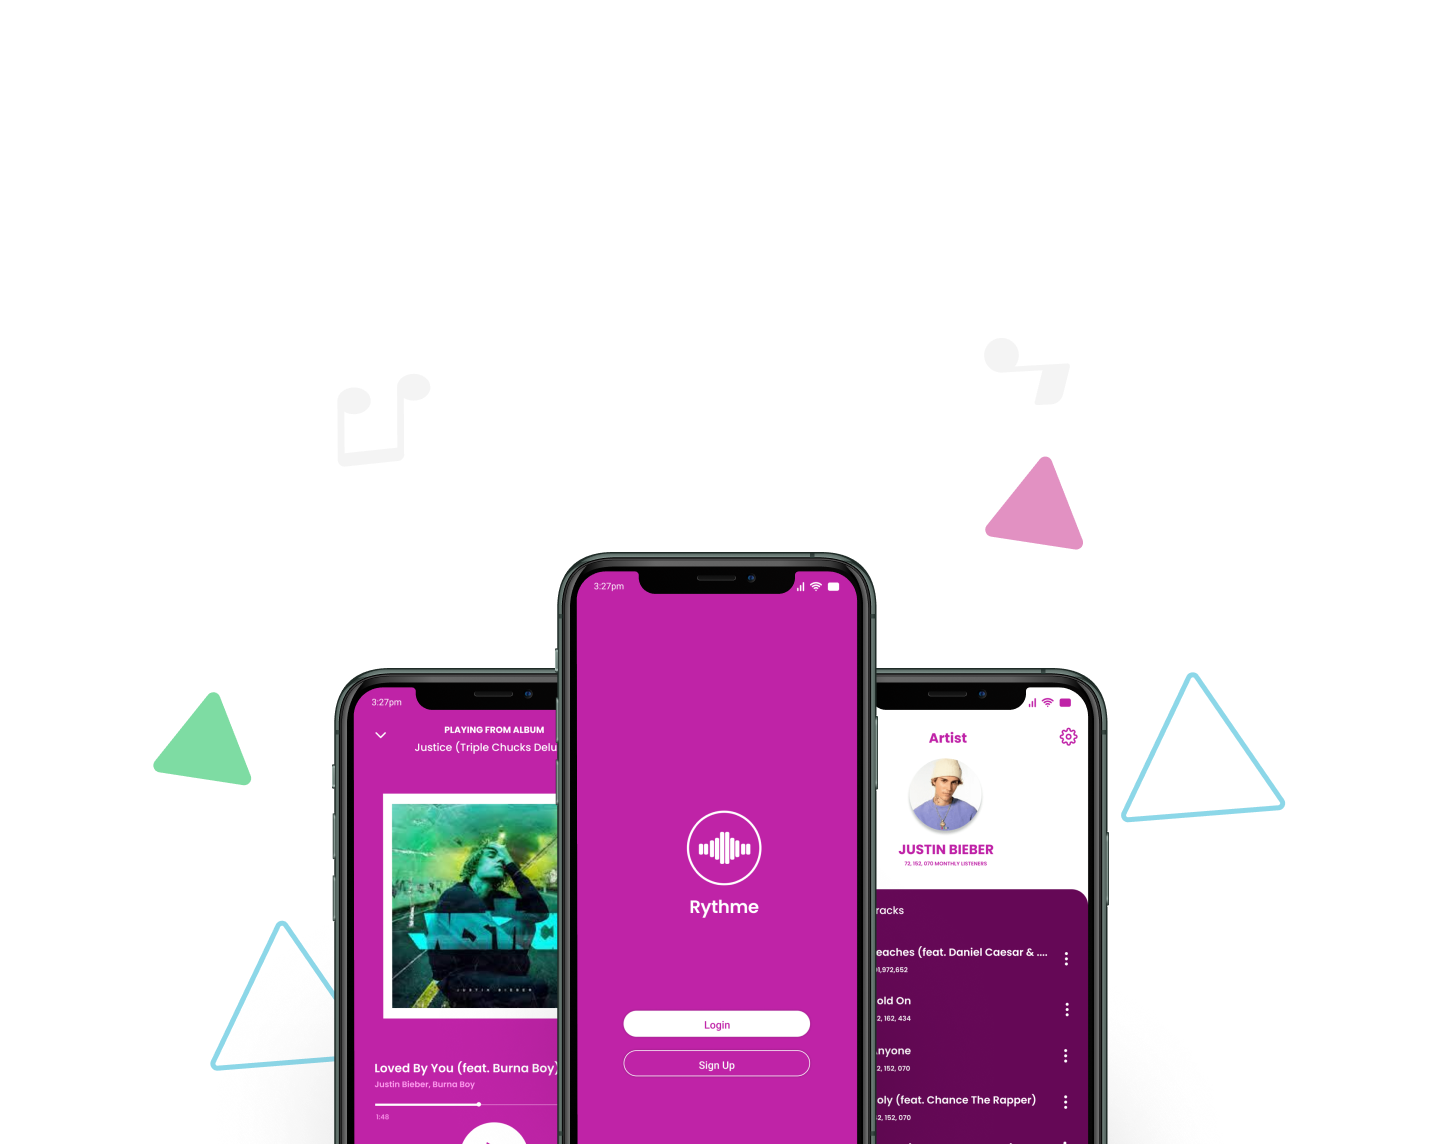 3:27pm
PLAYING FROM ALBUM
Justice (Triple Chucks Delu
JUSTIN BIEBER
Loved By You (feat. Burna Boy)
Justin Bieber, Burna Boy
1:48
3:27pm
Rythme
Login
Sign Up
Artist
JUSTIN BIEBER
72, 152, 070 MONTHLY LISTENERS
racks
eaches (feat. Daniel Caesar & ....
01,972,652
old On
2, 162, 434
nyone
2, 152, 070
oly (feat. Chance The Rapper)
32, 152, 070